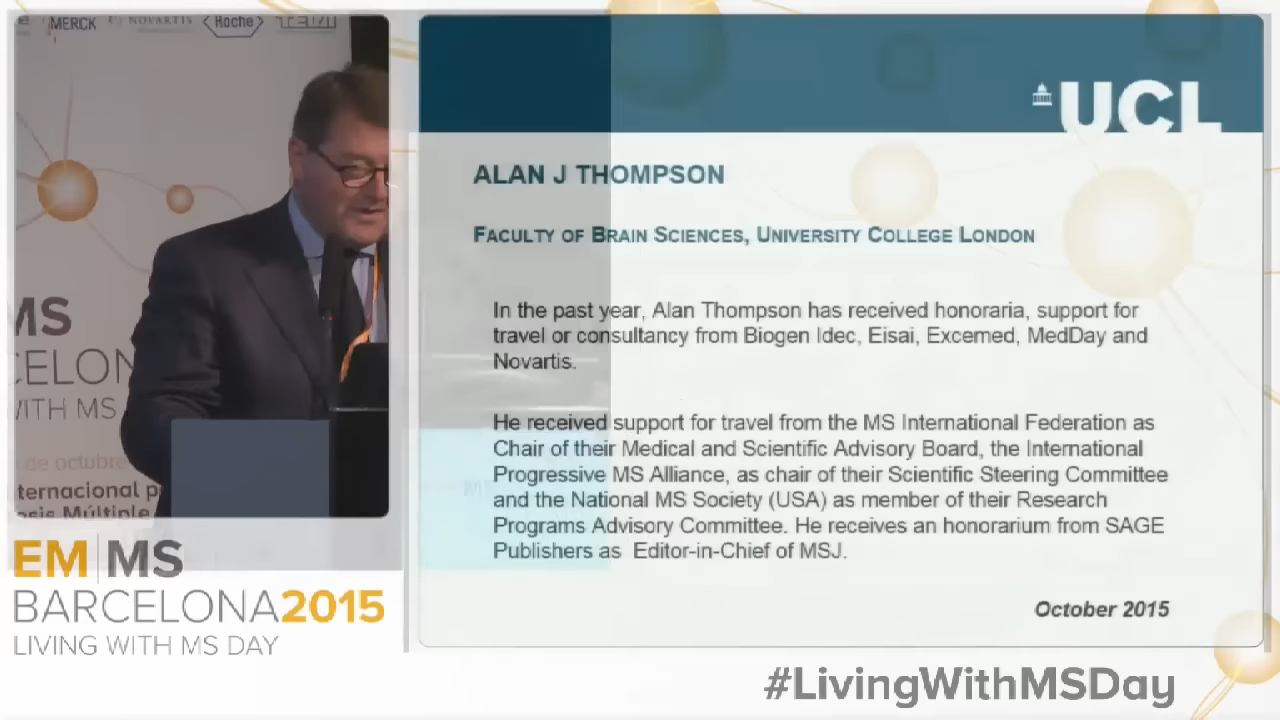 MERCK
NOVARTIS
Roche
TEVA
MS
WITH MS
de octubre
ternacional p
Múltiple
EM|MS
BARCELONA2015
LIVING WITH MS DAY
UCL
ALAN J THOMPSON
FACULTY OF BRAIN SCIENCES, UNIVERSITY COLLEGE LONDON
In the past year, Alan Thompson has received honoraria, support for
travel or consultancy from Biogen Idec, Eisai, Excemed, MedDay and
Novartis.
He received support for travel from the MS International Federation as
Chair of their Medical and Scientific Advisory Board, the International
Progressive MS Alliance, as chair of their Scientific Steering Committee
and the National MS Society (USA) as member of their Research
Programs Advisory Committee. He receives an honorarium from SAGE
Publishers as Editor-in-Chief of MSJ.
October 2015
#LivingWithMSDay